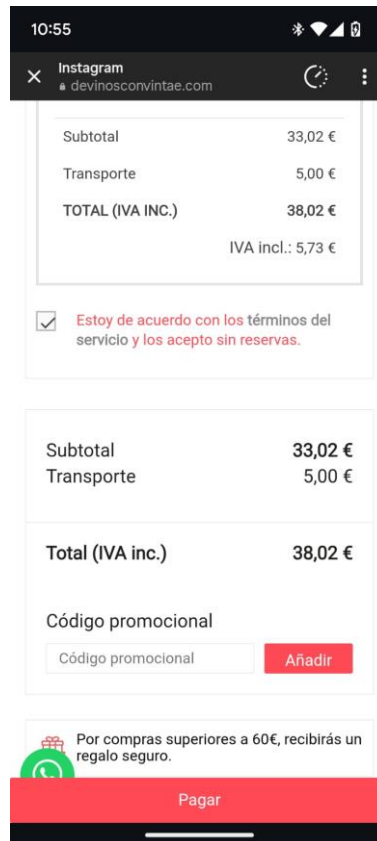 10:55
Instagram
devinosconvintae.com
Subtotal 33,02 €
Transporte 5,00 €
TOTAL (IVA INC.) 38,02 €
IVA incl.: 5,73 €
Estoy de acuerdo con los términos del
servicio y los acepto sin reservas.
Subtotal 33,02 €
Transporte 5,00 €
Total (IVA inc.) 38,02 €
Código promocional
Código promocional Añadir
Por compras superiores a 60€, recibirás un
regalo seguro.
Pagar